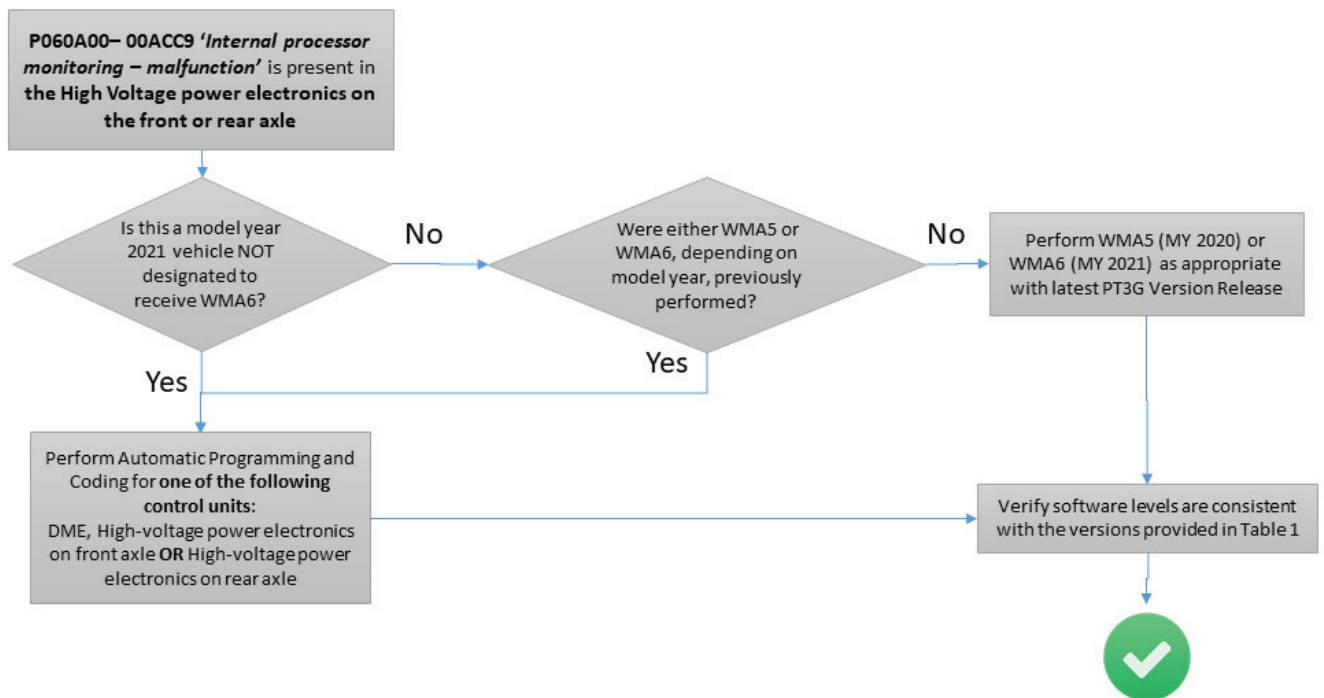 P060A00– 00ACC9 ‘Internal processor
monitoring – malfunction’ is present in
the High Voltage power electronics on
the front or rear axle
Is this a model year
2021 vehicle NOT
designated to
receive WMA6?
No
Were either WMA5 or
WMA6, depending on
model year, previously
performed?
No
Perform WMA5 (MY 2020) or
WMA6 (MY 2021) as appropriate
with latest PT3G Version Release
Yes
Yes
Perform Automatic Programming and
Coding for one of the following
control units:
DME, High-voltage power electronics
on front axle OR High-voltage power
electronics on rear axle
Verify software levels are consistent
with the versions provided in Table 1